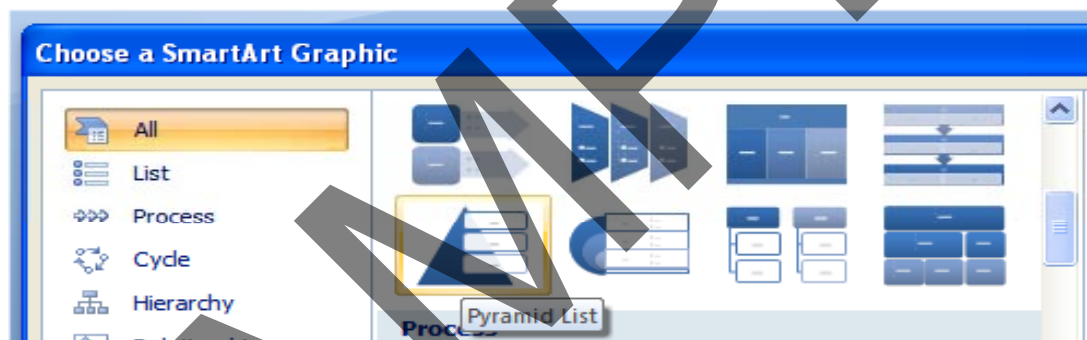 Choose a SmartArt Graphic
All
List
Process
Cycle
Hierarchy
Pyramid List
Process